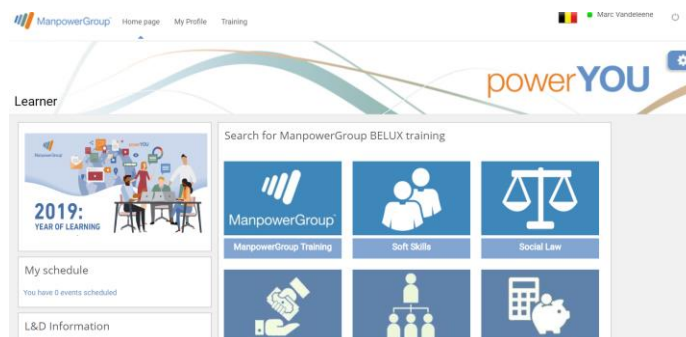 ManpowerGroup Home page My Profile Training Marc Vandeleene
powerYOU
Learner
Search for ManpowerGroup BELUX training
ManpowerGroup
powerYOU
2019:
YEAR OF LEARNING
ManpowerGroup
ManpowerGroup Training Soft Skills Social Law
My schedule
You have 0 events scheduled
L&D Information